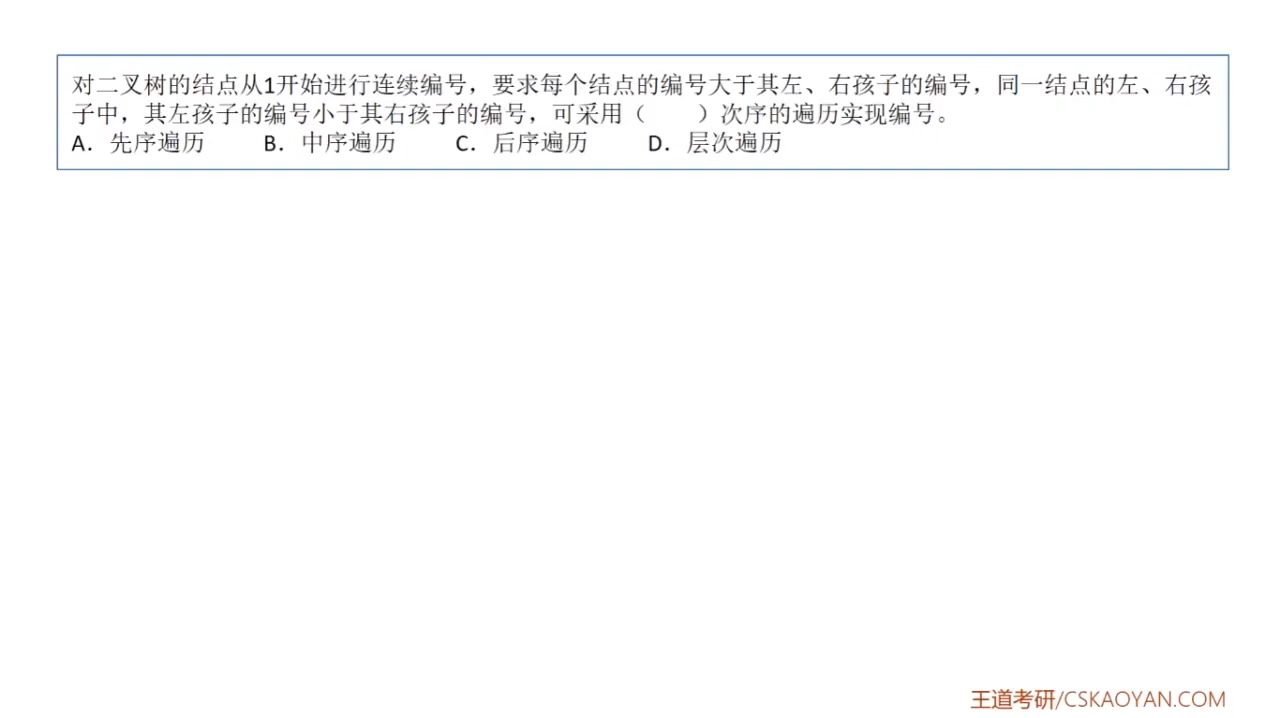 对二叉树的结点从1开始进行连续编号，要求每个结点的编号大于其左、右孩子的编号，同一结点的左、右孩
子中，其左孩子的编号小于其右孩子的编号，可采用（　　）次序的遍历实现编号。
A．先序遍历　　B．中序遍历　　C．后序遍历　　D．层次遍历
王道考研/CSKAOYAN.COM